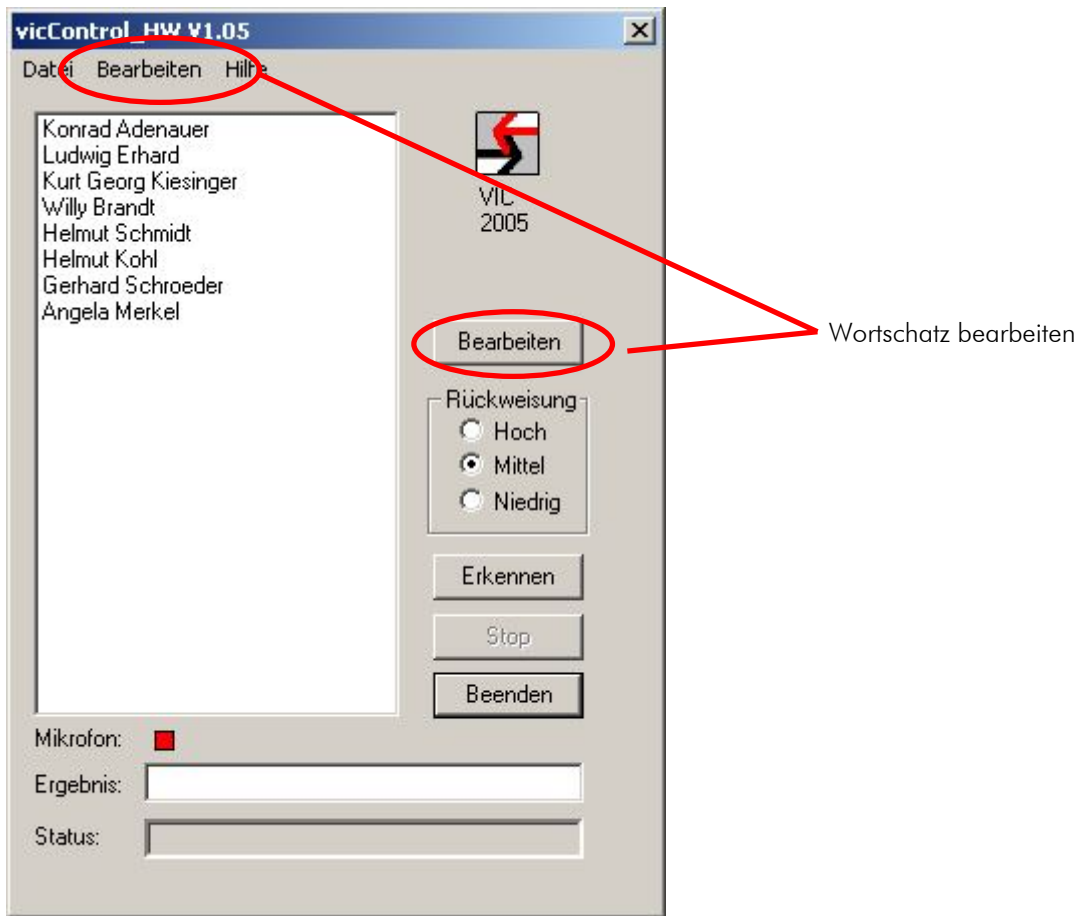 vicControl_HW V1.05
Datei Bearbeiten Hilfe
Konrad Adenauer
Ludwig Erhard
Kurt Georg Kiesinger
Willy Brandt
Helmut Schmidt
Helmut Kohl
Gerhard Schroeder
Angela Merkel
VIC
2005
Bearbeiten
Wortschatz bearbeiten
Rückweisung
Hoch
Mittel
Niedrig
Erkennen
Stop
Beenden
Mikrofon:
Ergebnis:
Status: